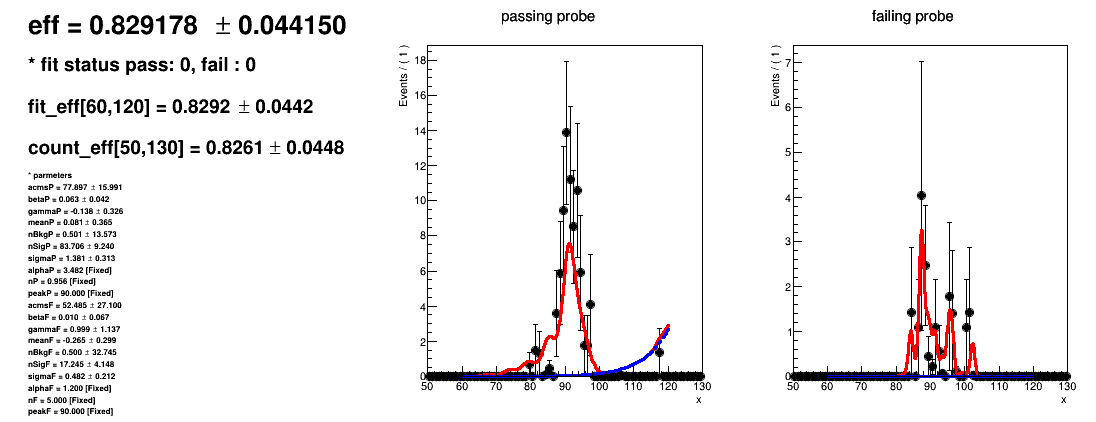 eff = 0.829178 ± 0.044150
* fit status pass: 0, fail : 0
fit_eff[60,120] = 0.8292 ± 0.0442
count_eff[50,130] = 0.8261 ± 0.0448
* parmeters
acmsP = 77.897 ± 15.991
betaP = 0.063 ± 0.042
gammaP = -0.138 ± 0.326
meanP = 0.081 ± 0.365
nBkgP = 0.501 ± 13.573
nSigP = 83.706 ± 9.240
sigmaP = 1.381 ± 0.313
alphaP = 3.482 [Fixed]
nP = 0.956 [Fixed]
peakP = 90.000 [Fixed]
acmsF = 52.485 ± 27.100
betaF = 0.010 ± 0.067
gammaF = 0.999 ± 1.137
meanF = -0.265 ± 0.299
nBkgF = 0.500 ± 32.745
nSigF = 17.245 ± 4.148
sigmaF = 0.482 ± 0.212
alphaF = 1.200 [Fixed]
nF = 5.000 [Fixed]
peakF = 90.000 [Fixed]
passing probe
Events / ( 1 )
18
16
14
12
10
8
6
4
2
0
50 60 70 80 90 100 110 120 130
x
failing probe
Events / ( 1 )
7
6
5
4
3
2
1
0
50 60 70 80 90 100 110 120 130
x